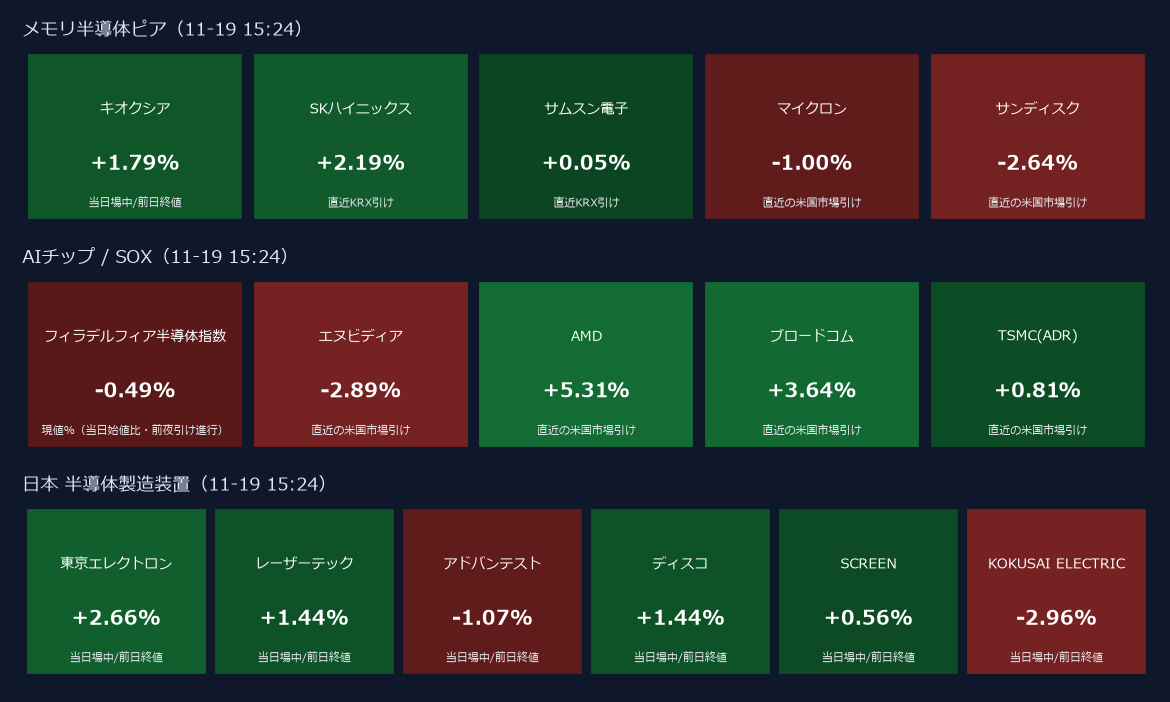 メモリ半導体ピア（11-19 15:24）
キオクシア
+1.79%
当日場中/前日終値
SKハイニックス
+2.19%
直近KRX引け
サムスン電子
+0.05%
直近KRX引け
マイクロン
-1.00%
直近の米国市場引け
サンディスク
-2.64%
直近の米国市場引け
AIチップ / SOX（11-19 15:24）
フィラデルフィア半導体指数
-0.49%
現値%（当日始値比・前夜引け進行）
エヌビディア
-2.89%
直近の米国市場引け
AMD
+5.31%
直近の米国市場引け
ブロードコム
+3.64%
直近の米国市場引け
TSMC(ADR)
+0.81%
直近の米国市場引け
日本 半導体製造装置（11-19 15:24）
東京エレクトロン
+2.66%
当日場中/前日終値
レーザーテック
+1.44%
当日場中/前日終値
アドバンテスト
-1.07%
当日場中/前日終値
ディスコ
+1.44%
当日場中/前日終値
SCREEN
+0.56%
当日場中/前日終値
KOKUSAI ELECTRIC
-2.96%
当日場中/前日終値